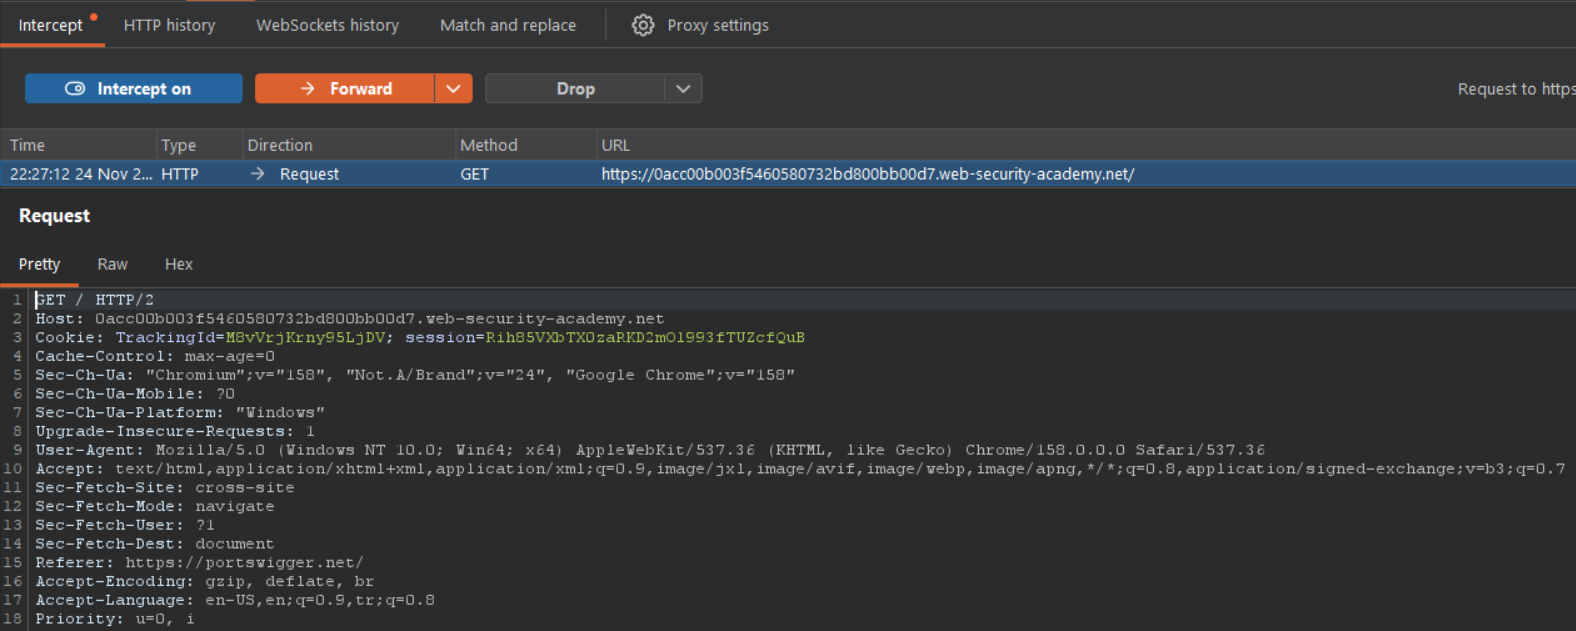 Intercept HTTP history WebSockets history Match and replace Proxy settings
Intercept on Forward Drop Request to https
Time Type Direction Method URL
22:27:12 24 Nov 2... HTTP → Request GET https://0acc00b003f5460580732bd800bb00d7.web-security-academy.net/
Request
Pretty Raw Hex
1 GET / HTTP/2
2 Host: 0acc00b003f5460580732bd800bb00d7.web-security-academy.net
3 Cookie: TrackingId=M8vVrjKrny95LjDV; session=Rih85VXbTX0zaRKD2mOl993fTUZcfQuB
4 Cache-Control: max-age=0
5 Sec-Ch-Ua: "Chromium";v="158", "Not.A/Brand";v="24", "Google Chrome";v="158"
6 Sec-Ch-Ua-Mobile: ?0
7 Sec-Ch-Ua-Platform: "Windows"
8 Upgrade-Insecure-Requests: 1
9 User-Agent: Mozilla/5.0 (Windows NT 10.0; Win64; x64) AppleWebKit/537.36 (KHTML, like Gecko) Chrome/158.0.0.0 Safari/537.36
10 Accept: text/html,application/xhtml+xml,application/xml;q=0.9,image/jxl,image/avif,image/webp,image/apng,*/*;q=0.8,application/signed-exchange;v=b3;q=0.7
11 Sec-Fetch-Site: cross-site
12 Sec-Fetch-Mode: navigate
13 Sec-Fetch-User: ?1
14 Sec-Fetch-Dest: document
15 Referer: https://portswigger.net/
16 Accept-Encoding: gzip, deflate, br
17 Accept-Language: en-US,en;q=0.9,tr;q=0.8
18 Priority: u=0, i